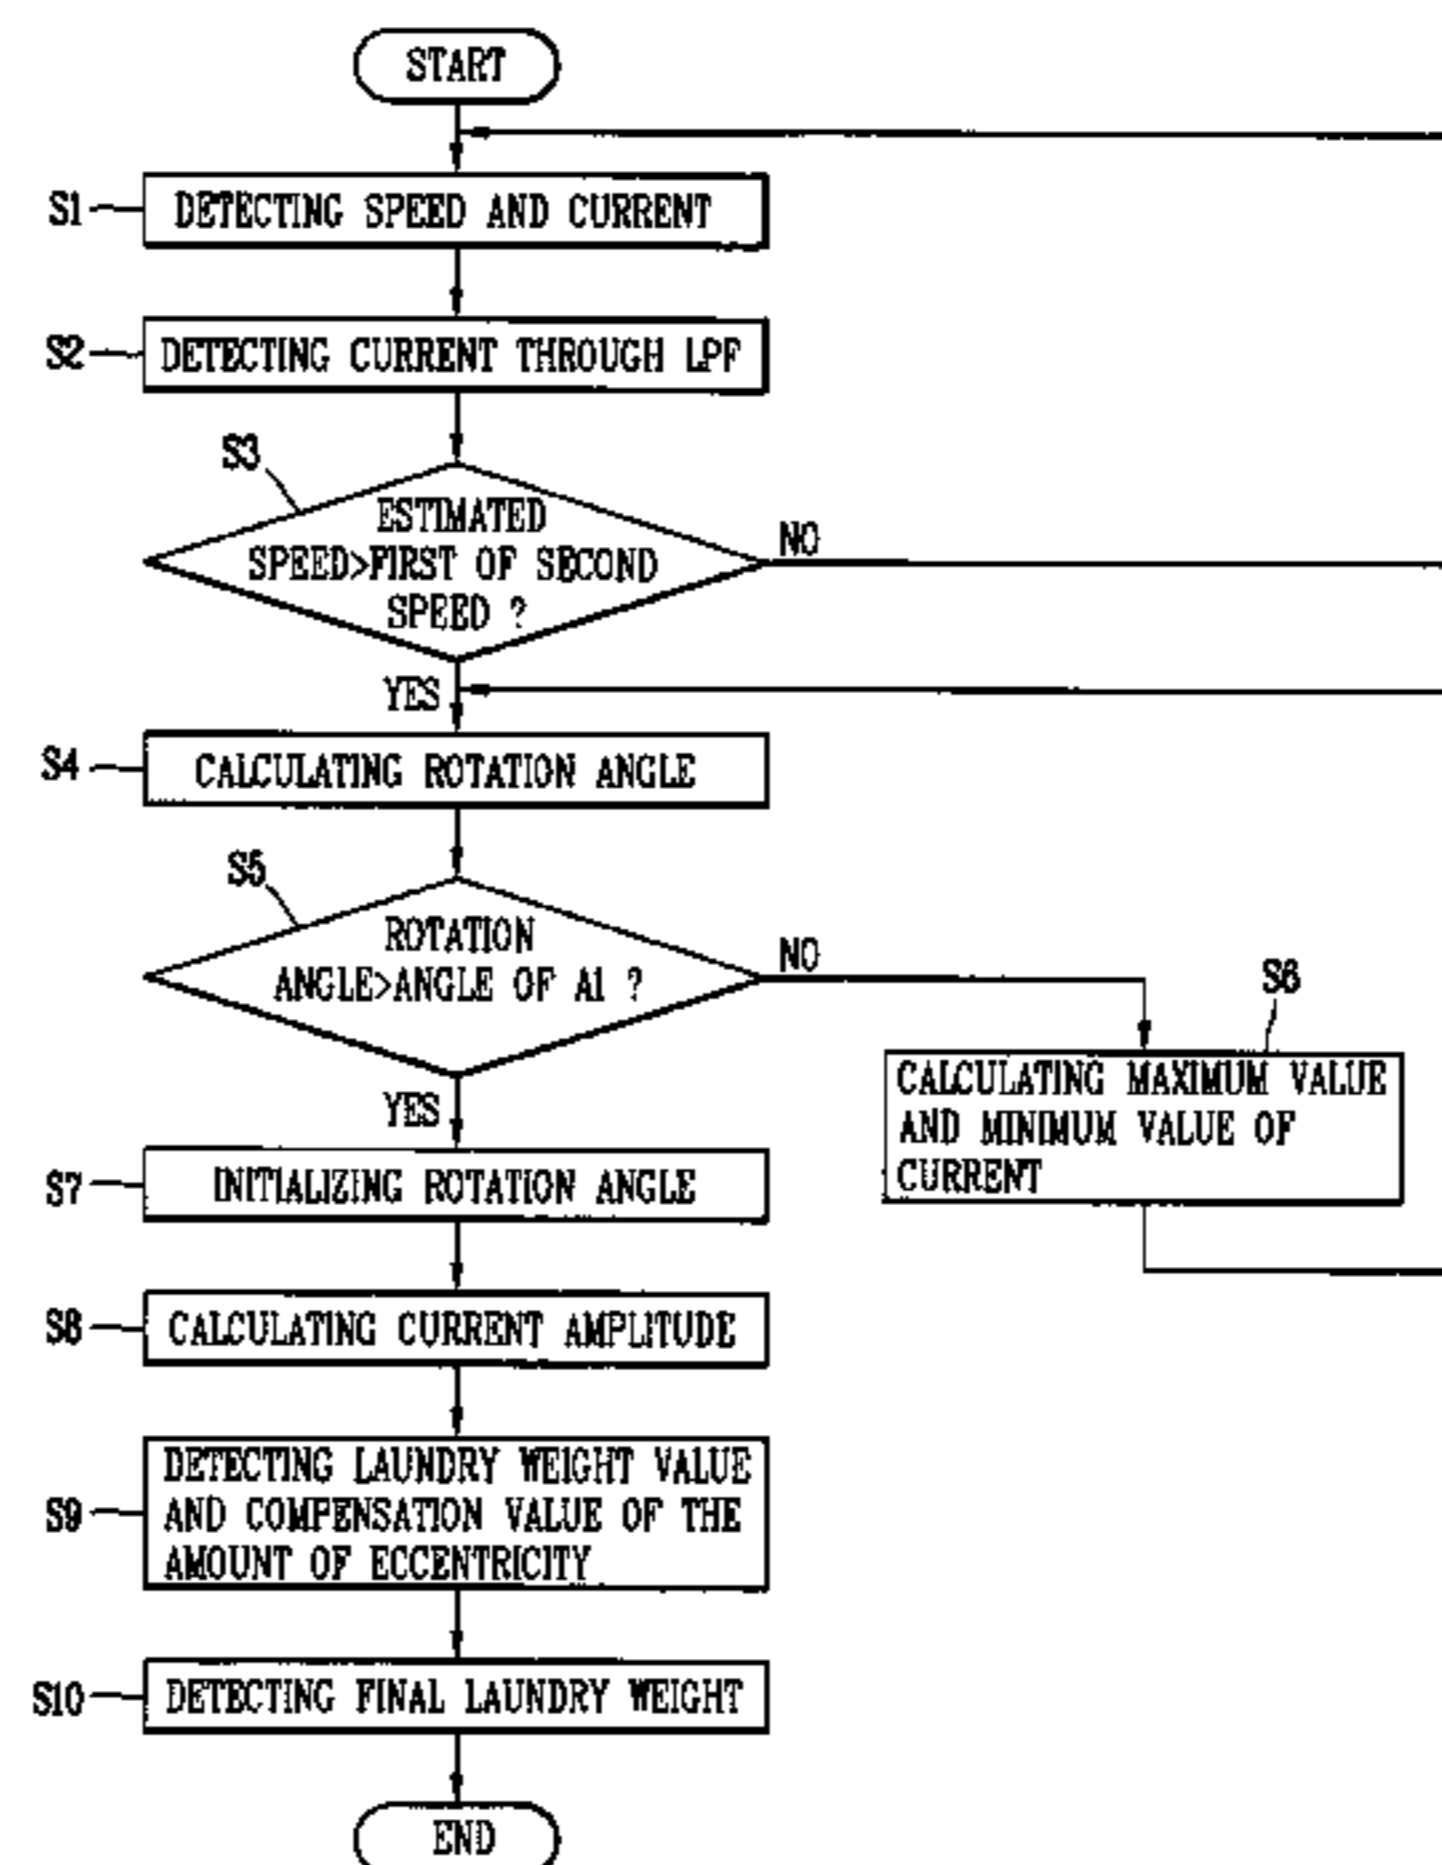 START
S1
DETECTING SPEED AND CURRENT
S2
DETECTING CURRENT THROUGH LPF
S3
ESTIMATED
SPEED>FIRST OF SECOND
SPEED ?
NO
YES
S4
CALCULATING ROTATION ANGLE
S5
ROTATION
ANGLE>ANGLE OF A1 ?
NO
S6
CALCULATING MAXIMUM VALUE
AND MINIMUM VALUE OF
CURRENT
YES
S7
INITIALIZING ROTATION ANGLE
S8
CALCULATING CURRENT AMPLITUDE
S9
DETECTING LAUNDRY WEIGHT VALUE
AND COMPENSATION VALUE OF THE
AMOUNT OF ECCENTRICITY
S10
DETECTING FINAL LAUNDRY WEIGHT
END